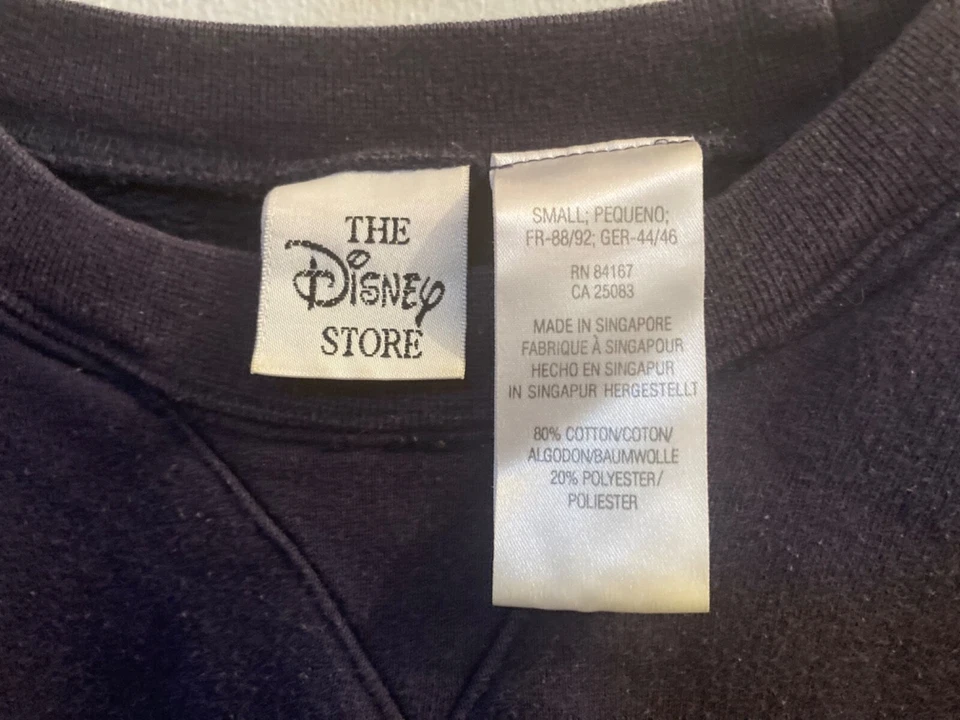 THE
Disney
STORE
SMALL; PEQUENO;
FR-88/92; GER-44/46
RN 84167
CA 25083
MADE IN SINGAPORE
FABRIQUE À SINGAPOUR
HECHO EN SINGAPUR
IN SINGAPUR HERGESTELLT
80% COTTON/COTON/
ALGODON/BAUMWOLLE
20% POLYESTER/
POLIESTER